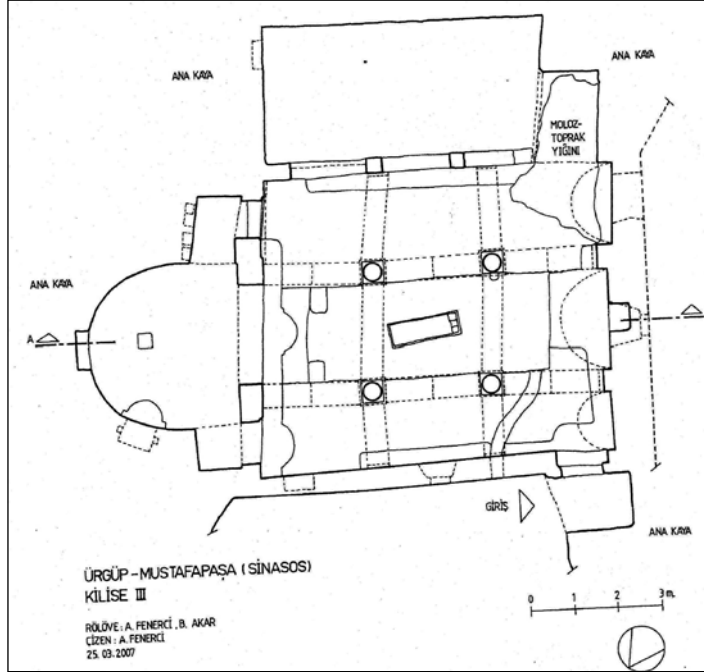 ANA KAYA
ANA KAYA
MOLOZ-
TOPRAK
YIĞINI
ANA KAYA
A
GİRİŞ
ANA KAYA
ÜRGÜP-MUSTAFAPAŞA (SİNASOS)
KİLİSE III
RÖLÖVE: A. FENERCİ, B. AKAR
ÇİZEN: A. FENERCİ
25.03.2007
0 1 2 3 m.